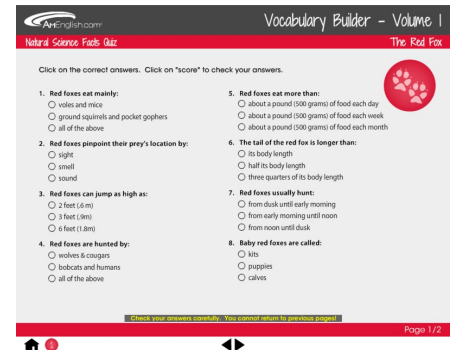 AmEnglish.com
Vocabulary Builder - Volume 1
Natural Science Facts Quiz
The Red Fox
Click on the correct answers. Click on "score" to check your answers.
1. Red foxes eat mainly:
voles and mice
ground squirrels and pocket gophers
all of the above
2. Red foxes pinpoint their prey's location by:
sight
smell
sound
3. Red foxes can jump as high as:
2 feet (.6 m)
3 feet (.9m)
6 feet (1.8m)
4. Red foxes are hunted by:
wolves & cougars
bobcats and humans
all of the above
5. Red foxes eat more than:
about a pound (500 grams) of food each day
about a pound (500 grams) of food each week
about a pound (500 grams) of food each month
6. The tail of the red fox is longer than:
its body length
half its body length
three quarters of its body length
7. Red foxes usually hunt:
from dusk until early morning
from early morning until noon
from noon until dusk
8. Baby red foxes are called:
kits
puppies
calves
Check your answers carefully. You cannot return to previous pages!
Page 1/2